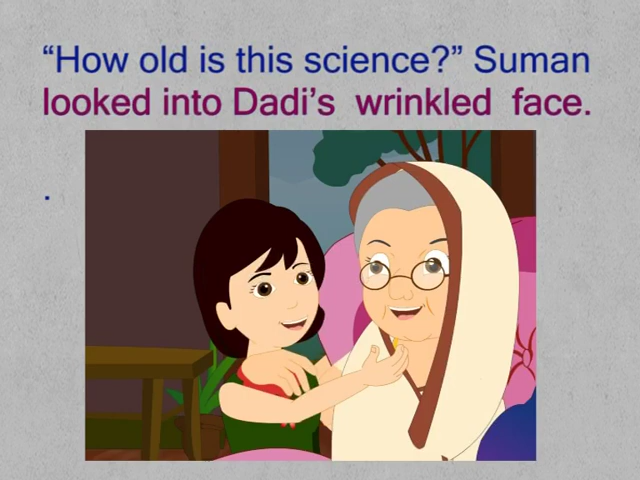 “How old is this science?” Suman
looked into Dadi’s wrinkled face.
.